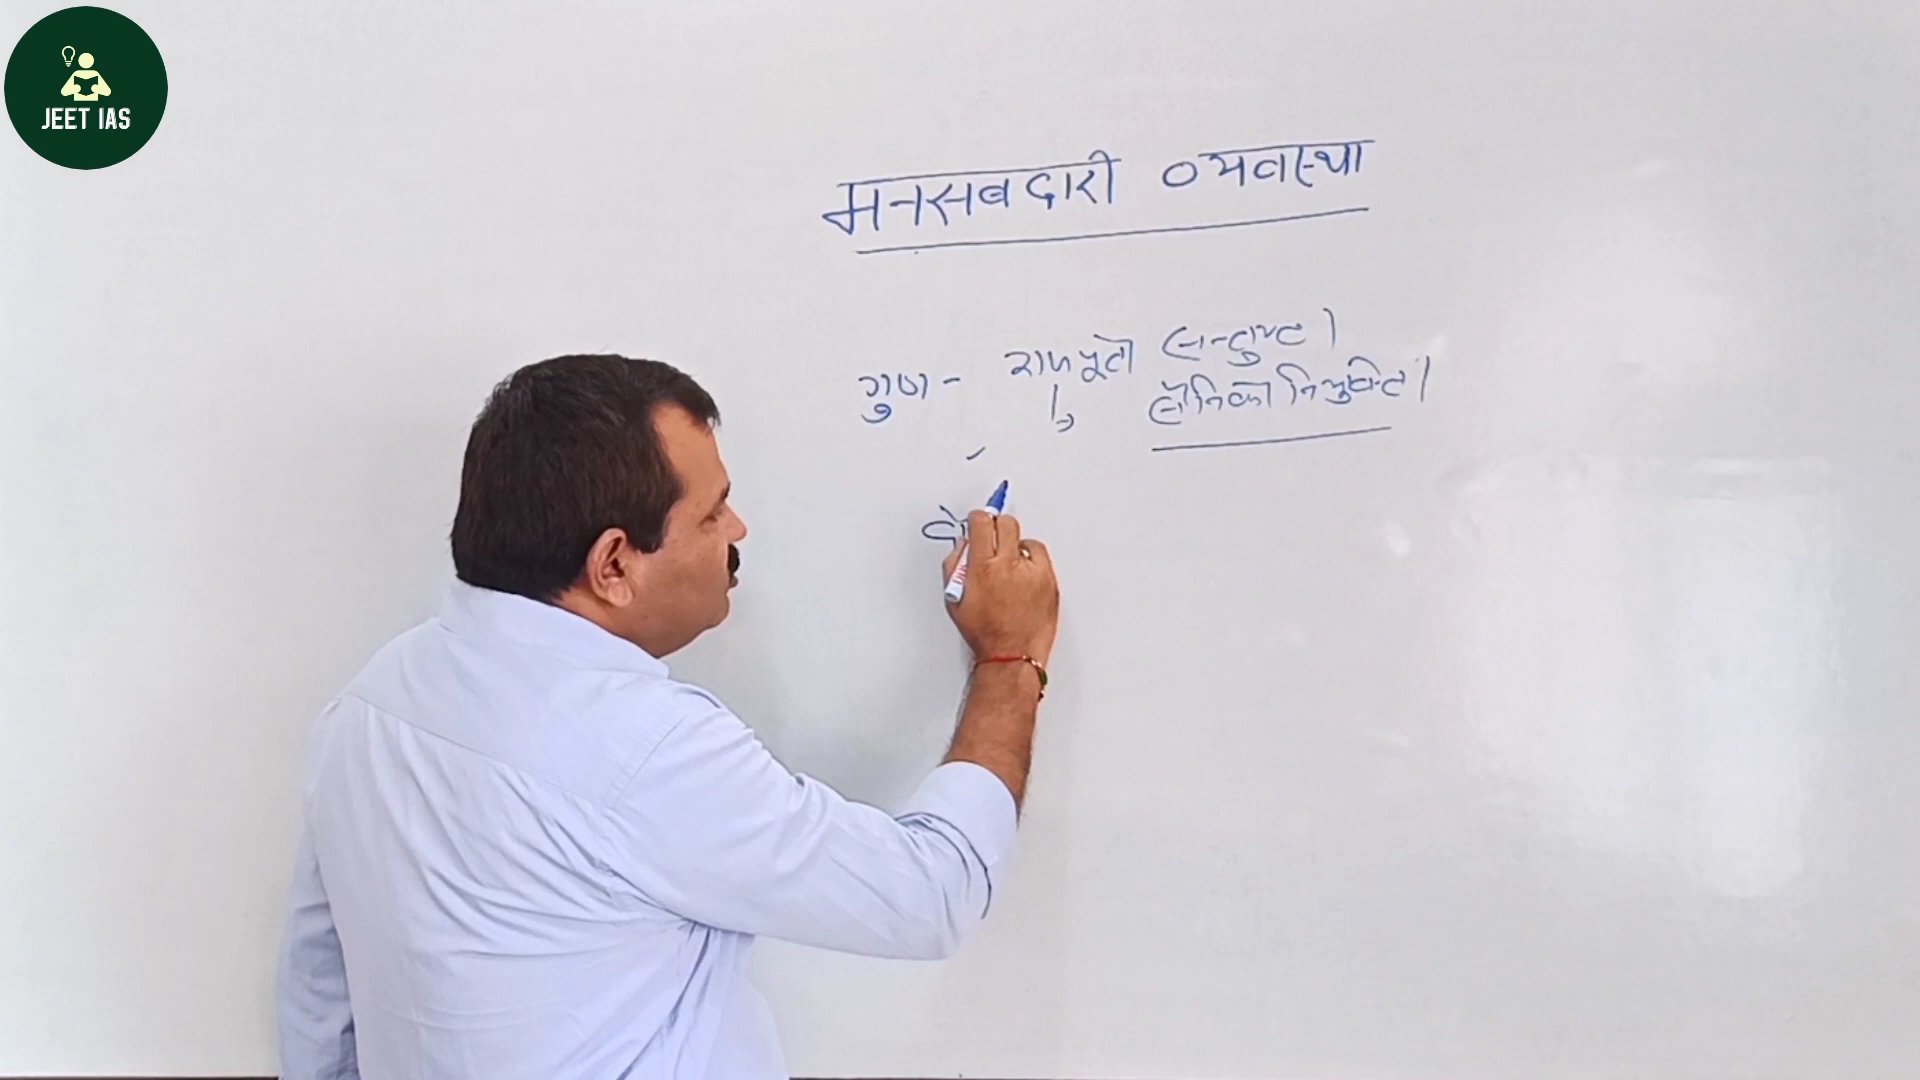 JEET IAS
मनसबदारी व्यवस्था
गुण - राजपूतो सन्तुष्ट।
सैनिको नियुक्ति।